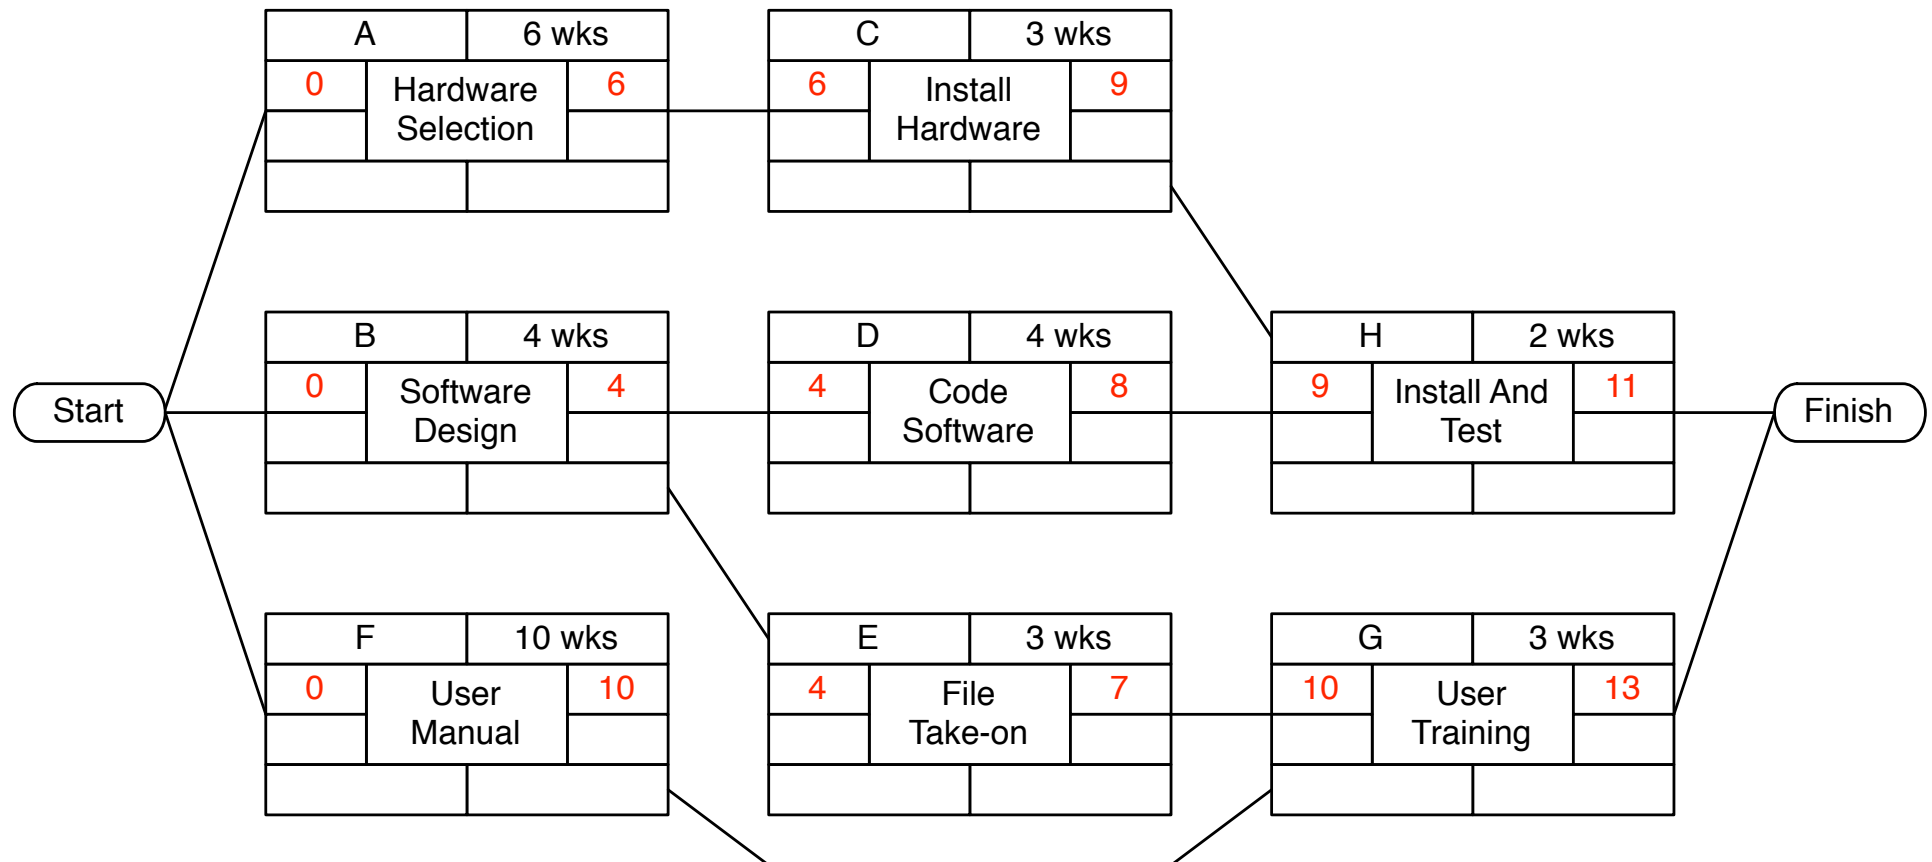 A 6 wks
0 Hardware 6
Selection
C 3 wks
6 Install 9
Hardware
Start
B 4 wks
0 Software 4
Design
D 4 wks
4 Code 8
Software
H 2 wks
9 Install And 11
Test
Finish
F 10 wks
0 User 10
Manual
E 3 wks
4 File 7
Take-on
G 3 wks
10 User 13
Training